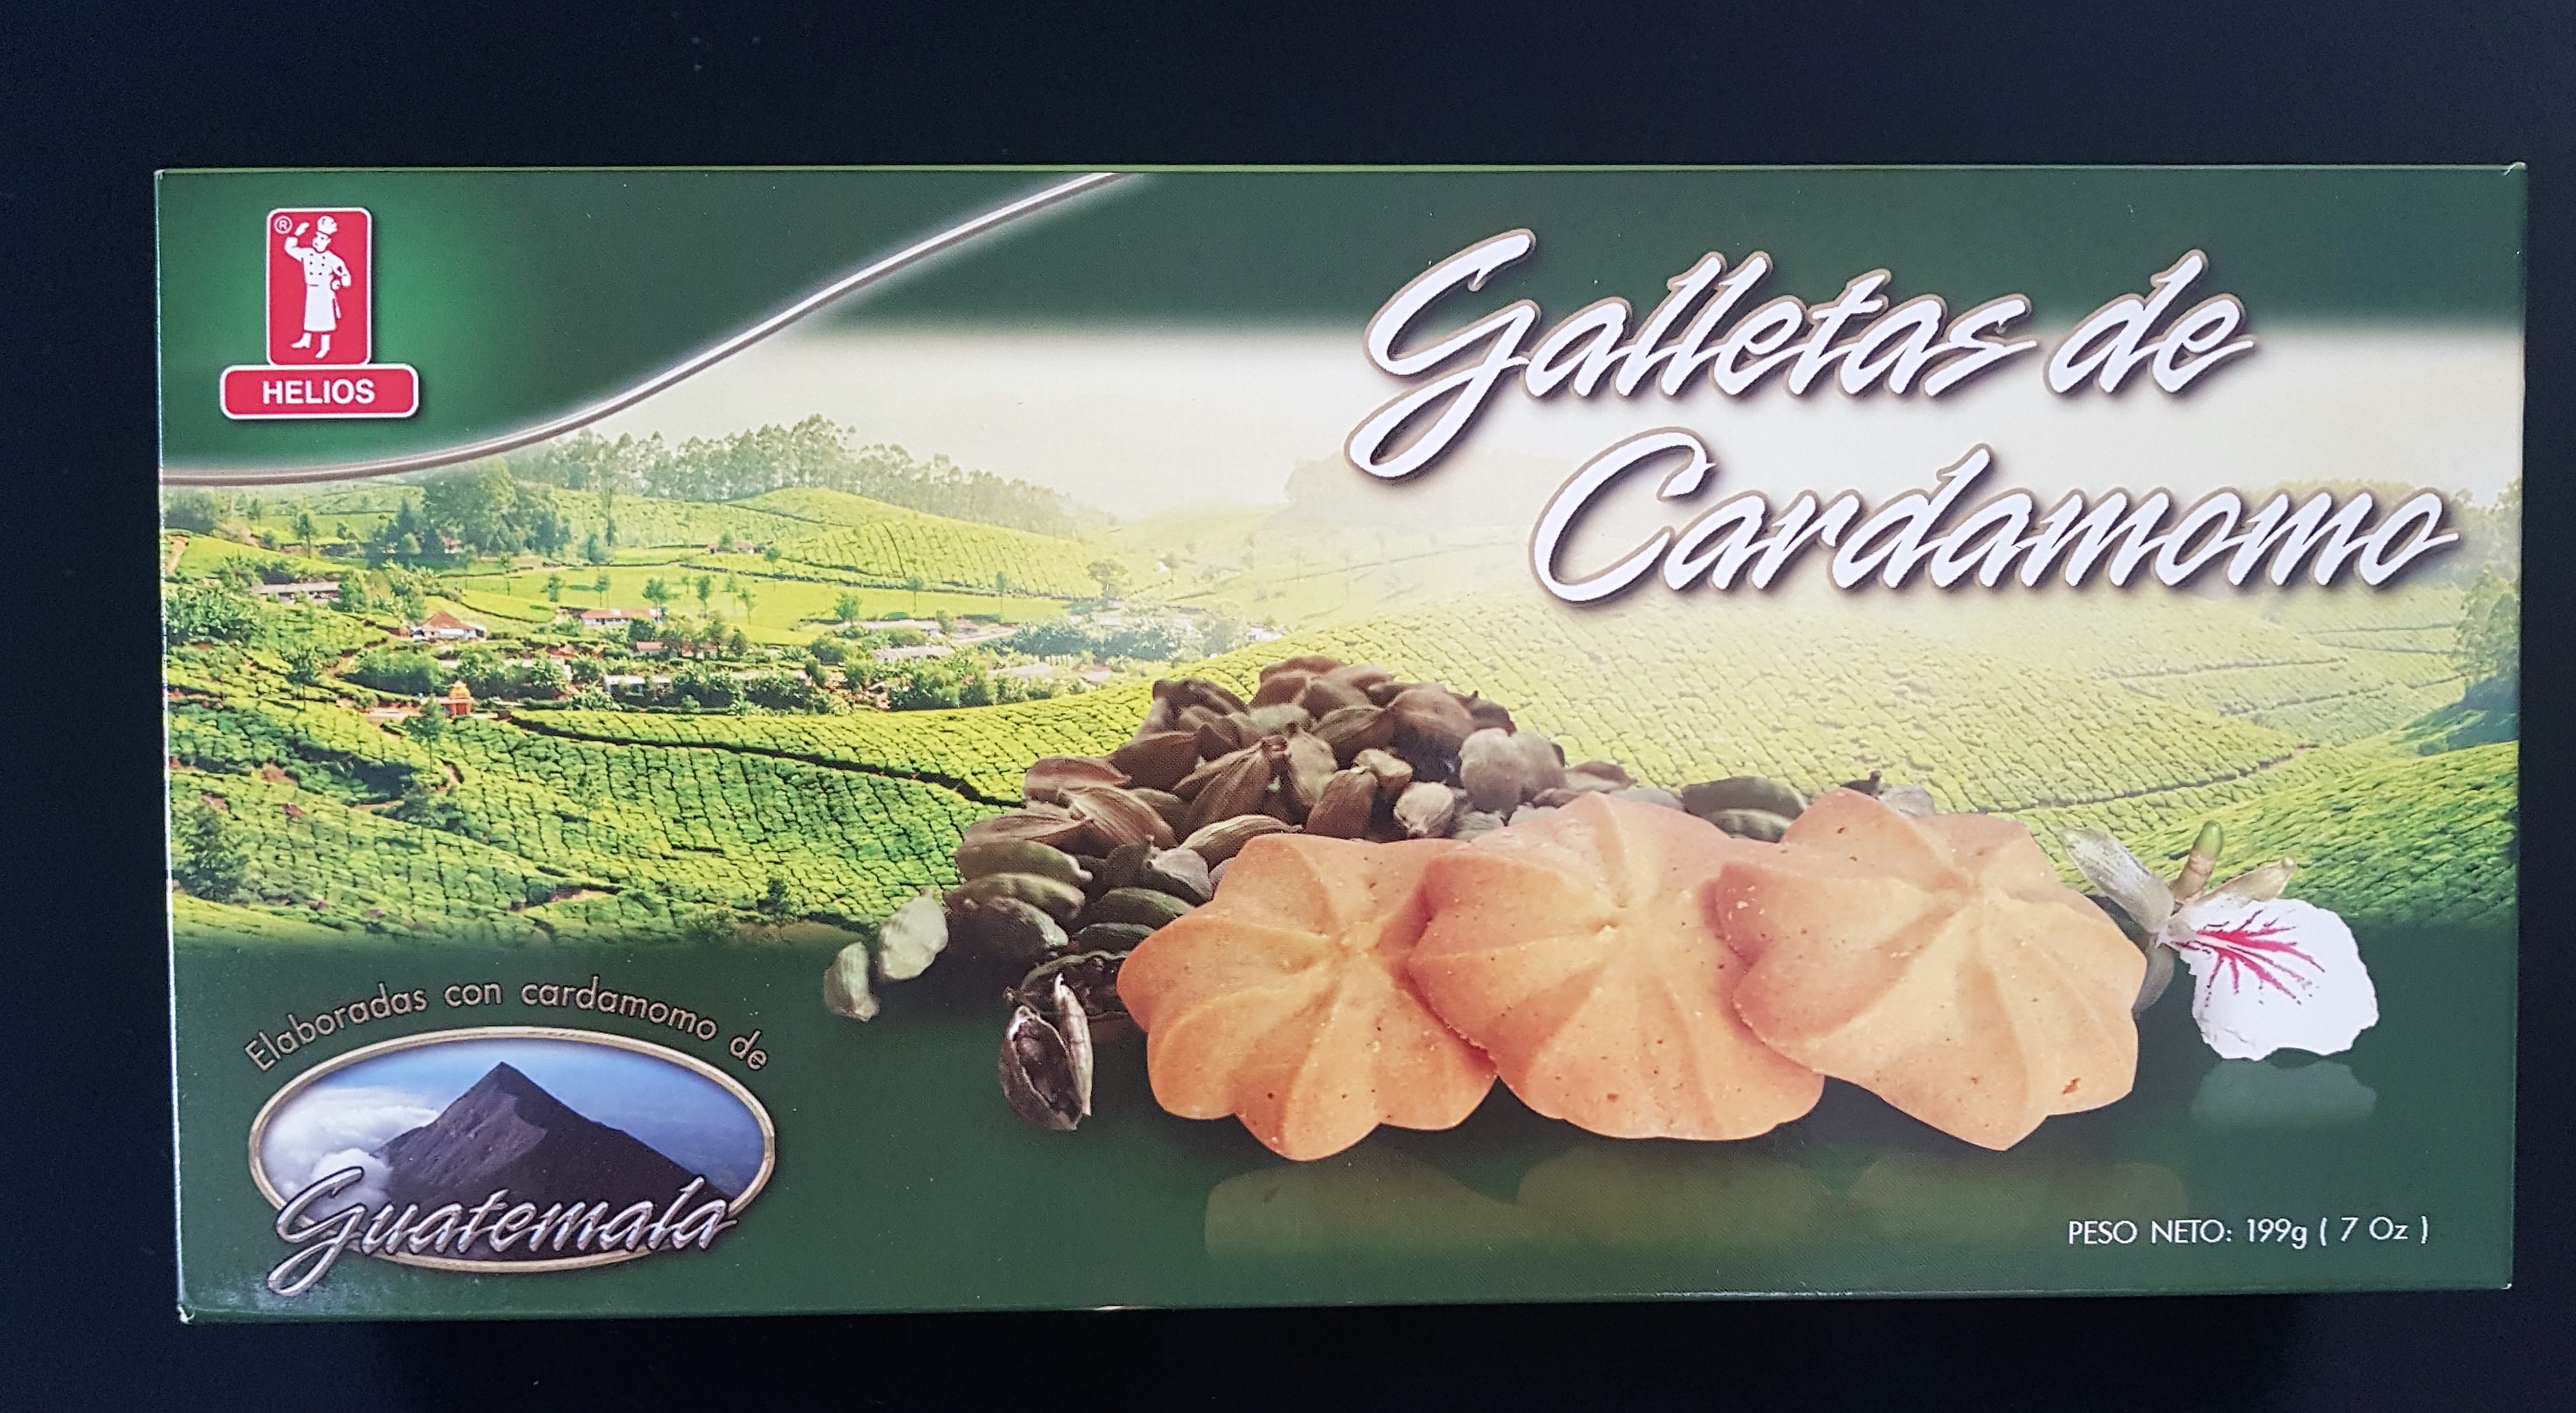 ®
HELIOS
Galletas de
Cardamomo
Elaboradas con cardamomo de
Guatemala
PESO NETO: 199g ( 7 Oz )